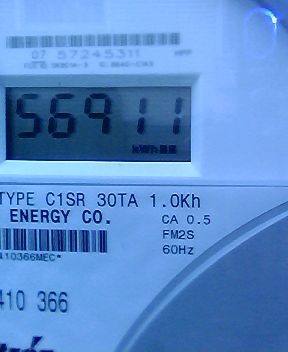 07 57245311
56911
kWh
TYPE C1SR 30TA 1.0Kh
ENERGY CO.
CA 0.5
FM2S
60Hz
410366MEC*
410 366